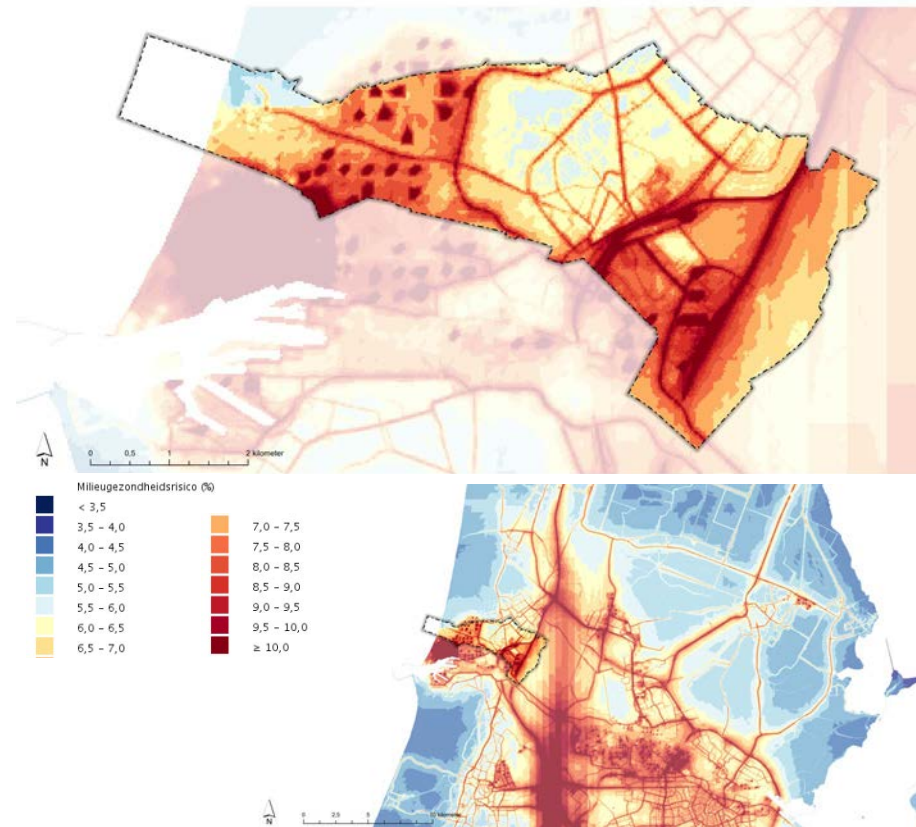 N
0 0,5 1 2 kilometer
Milieugezondheidsrisico (%)
< 3,5
3,5 – 4,0
4,0 – 4,5
4,5 – 5,0
5,0 – 5,5
5,5 – 6,0
6,0 – 6,5
6,5 – 7,0
7,0 – 7,5
7,5 – 8,0
8,0 – 8,5
8,5 – 9,0
9,0 – 9,5
9,5 – 10,0
≥ 10,0
N
0 2,5 5 10 kilometer